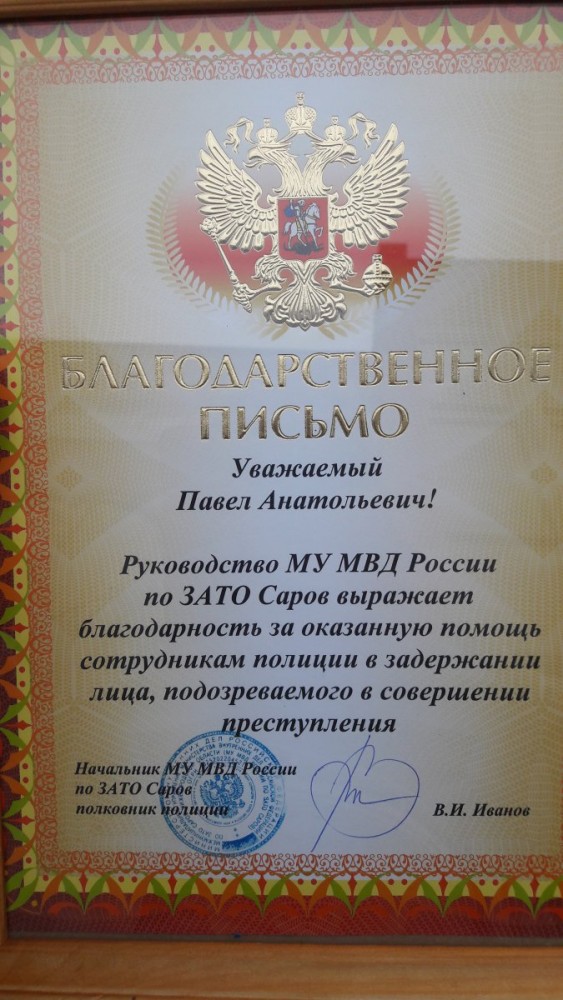 БЛАГОДАРСТВЕННОЕ
ПИСЬМО
Уважаемый
Павел Анатольевич!
Руководство МУ МВД России
по ЗАТО Саров выражает
благодарность за оказанную помощь
сотрудникам полиции в задержании
лица, подозреваемого в совершении
преступления
Начальник МУ МВД России
по ЗАТО Саров
полковник полиции В.И. Иванов